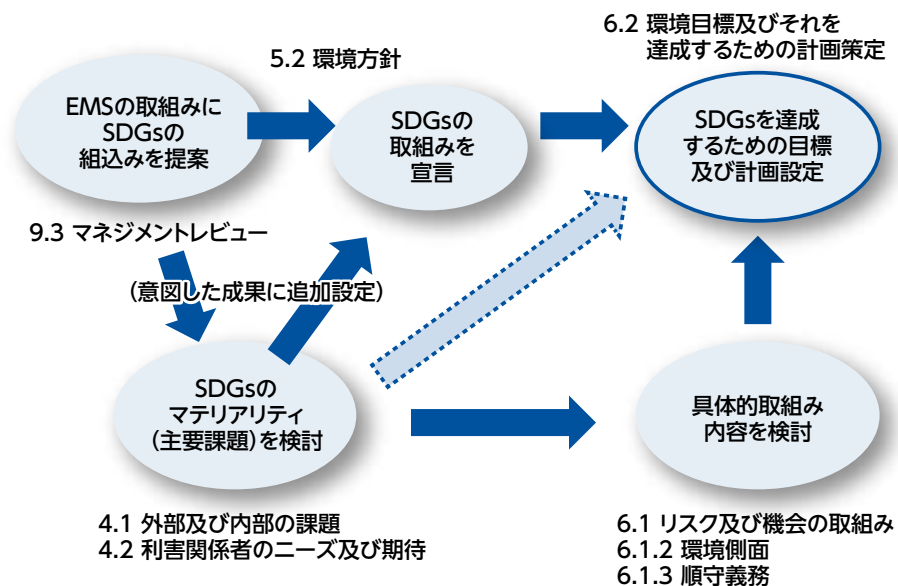 6.2 環境目標及びそれを
達成するための計画策定
5.2 環境方針
EMSの取組みに
SDGsの
組込みを提案
SDGsの
取組みを
宣言
SDGsを達成
するための目標
及び計画設定
9.3 マネジメントレビュー
(意図した成果に追加設定)
SDGsの
マテリアリティ
(主要課題)を検討
具体的取組み
内容を検討
4.1 外部及び内部の課題
4.2 利害関係者のニーズ及び期待
6.1 リスク及び機会の取組み
6.1.2 環境側面
6.1.3 順守義務